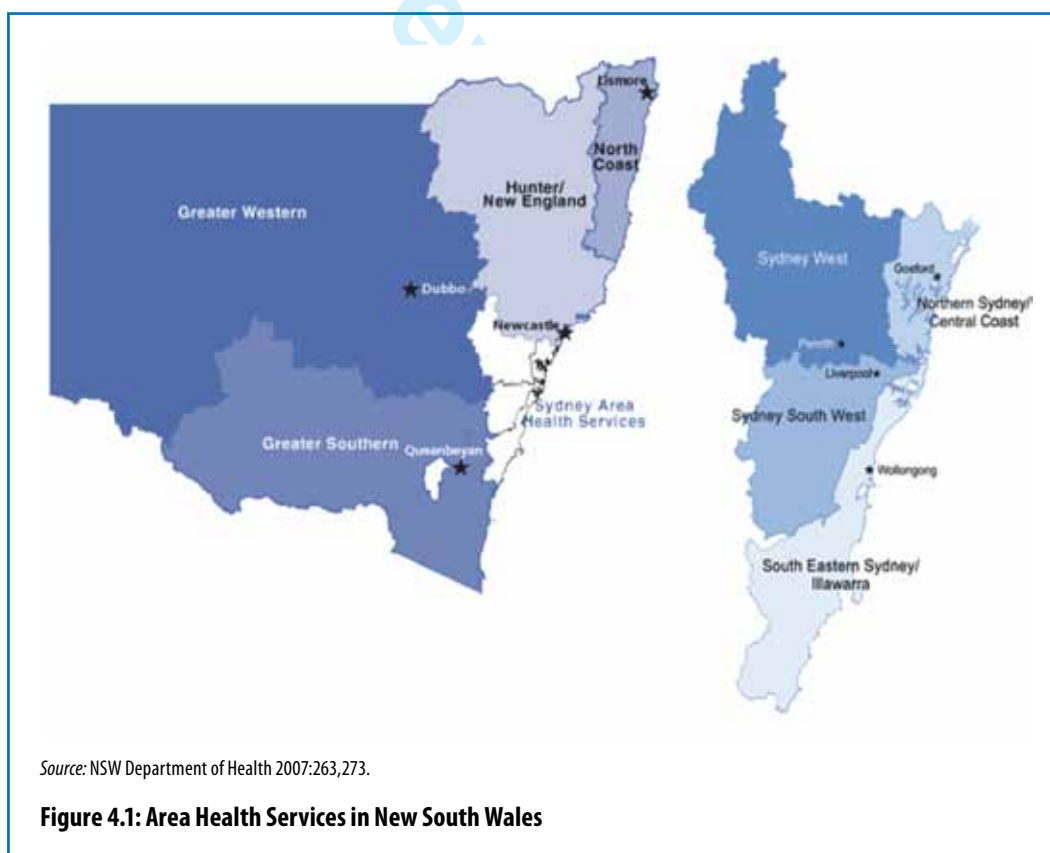 Lismore
North
Coast
Hunter/
New England
Greater Western
Dubbo
Newcastle
Sydney Area
Health Services
Greater Southern
Queanbeyan
Sydney West
Gosford
Northern Sydney/
Central Coast
Penrith
Liverpool
Sydney South West
Wollongong
South Eastern Sydney/
Illawarra
Source: NSW Department of Health 2007:263,273.
Figure 4.1: Area Health Services in New South Wales